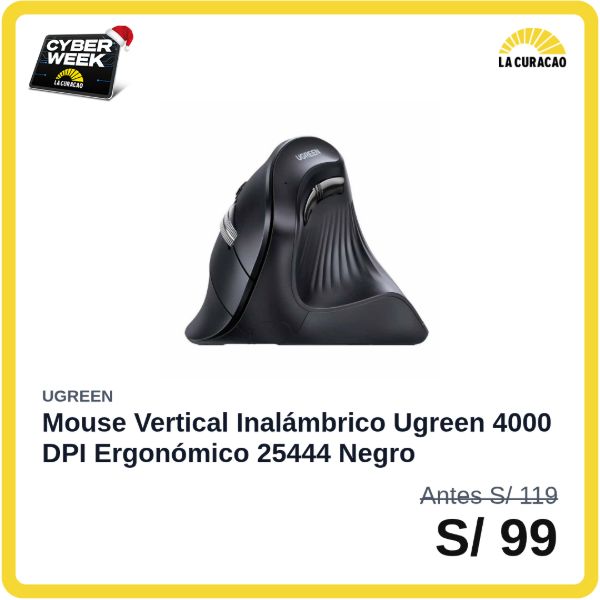 CYBER
WEEK
LA CURACAO
LA CURACAO
UGREEN
UGREEN
Mouse Vertical Inalámbrico Ugreen 4000
DPI Ergonómico 25444 Negro
Antes S/ 119
S/ 99